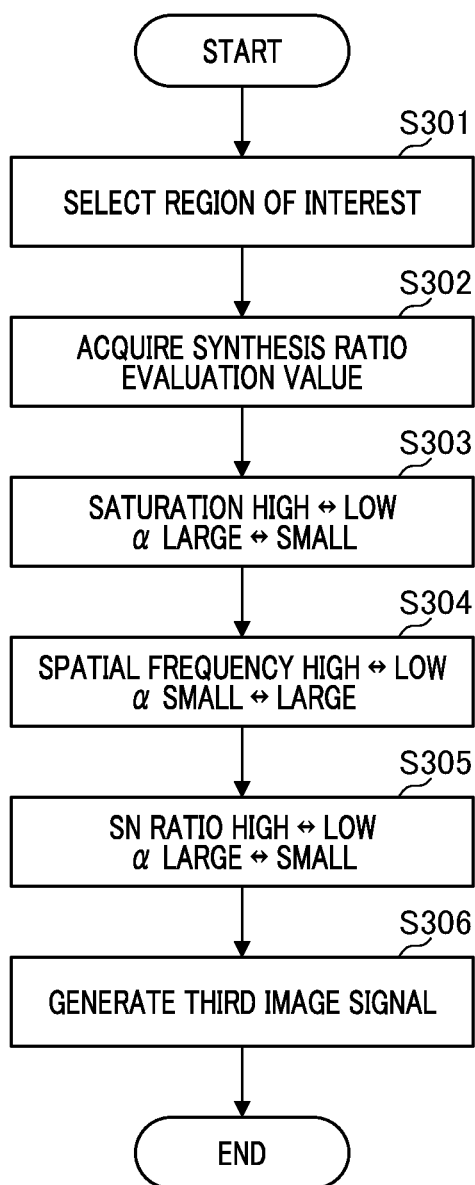 START
S301
SELECT REGION OF INTEREST
S302
ACQUIRE SYNTHESIS RATIO
EVALUATION VALUE
S303
SATURATION HIGH ↔ LOW
α LARGE ↔ SMALL
S304
SPATIAL FREQUENCY HIGH ↔ LOW
α SMALL ↔ LARGE
S305
SN RATIO HIGH ↔ LOW
α LARGE ↔ SMALL
S306
GENERATE THIRD IMAGE SIGNAL
END